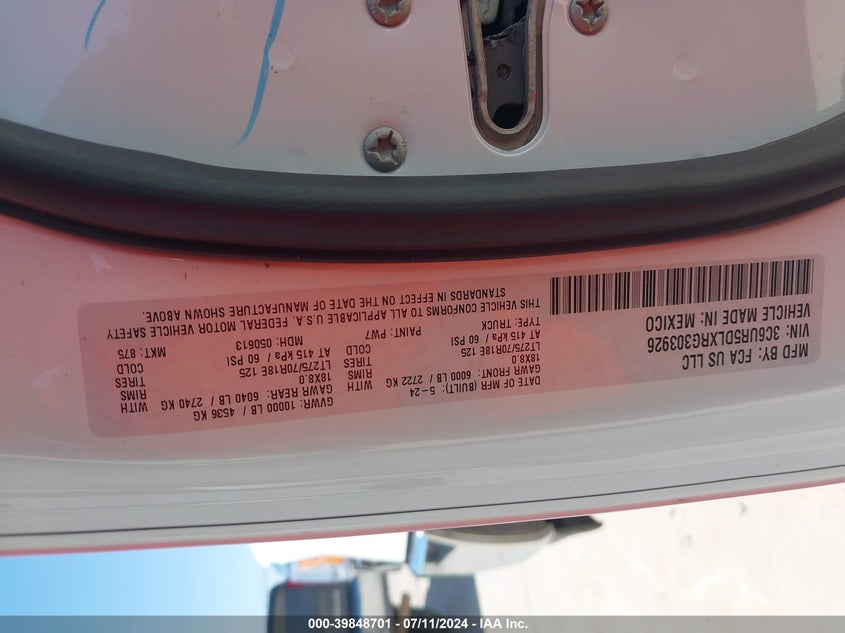 MFD BY: FCA US LLC
DATE OF MFR (BUILT): 5-24
GVWR: 10000 LB / 4536 KG
GAWR FRONT: 6000 LB / 2722 KG WITH
GAWR REAR: 6040 LB / 2740 KG WITH
18X8.0 RIMS
18X8.0 RIMS
LT275/70R18E 125 TIRES
LT275/70R18E 125 TIRES
AT 415 kPa / 60 PSI COLD
AT 415 kPa / 60 PSI COLD
VIN: 3C6UR5DLXRG303926
TYPE: TRUCK
PAINT: PW7
MDH: 050613
MKT: 875
VEHICLE MADE IN: MEXICO
THIS VEHICLE CONFORMS TO ALL APPLICABLE U.S.A. FEDERAL MOTOR VEHICLE SAFETY
STANDARDS IN EFFECT ON THE DATE OF MANUFACTURE SHOWN ABOVE.
000-39848701 - 07/11/2024 - IAA Inc.